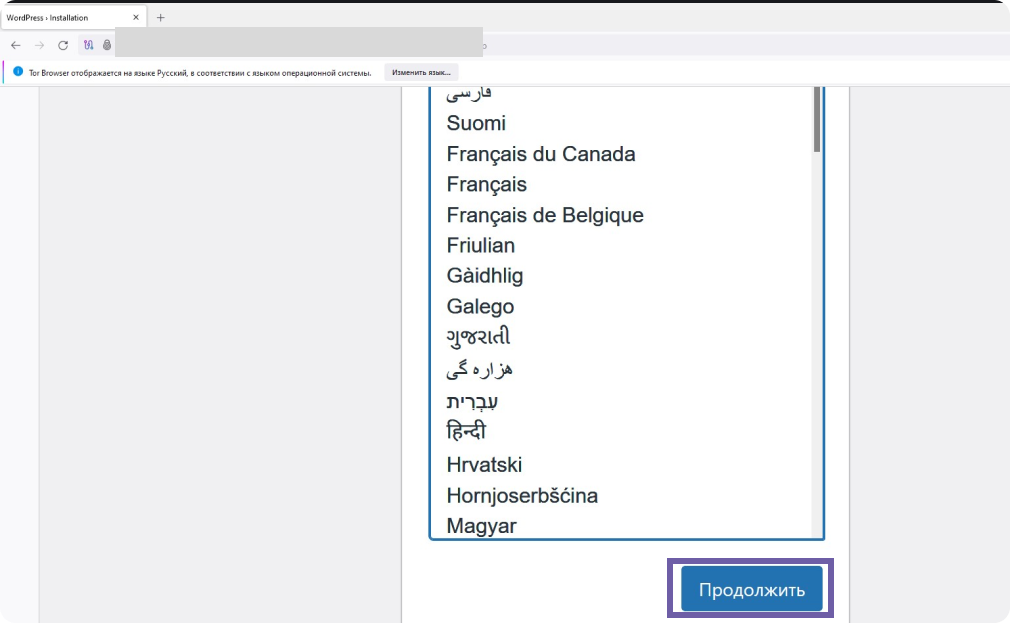 WordPress › Installation
Tor Browser отображается на языке Русский, в соответствии с языком операционной системы.
Изменить язык...
فارسی
Suomi
Français du Canada
Français
Français de Belgique
Friulian
Gàidhlig
Galego
ગુજરાતી
هزاره گی
עִבְרִית
हिन्दी
Hrvatski
Hornjoserbšćina
Magyar
Продолжить